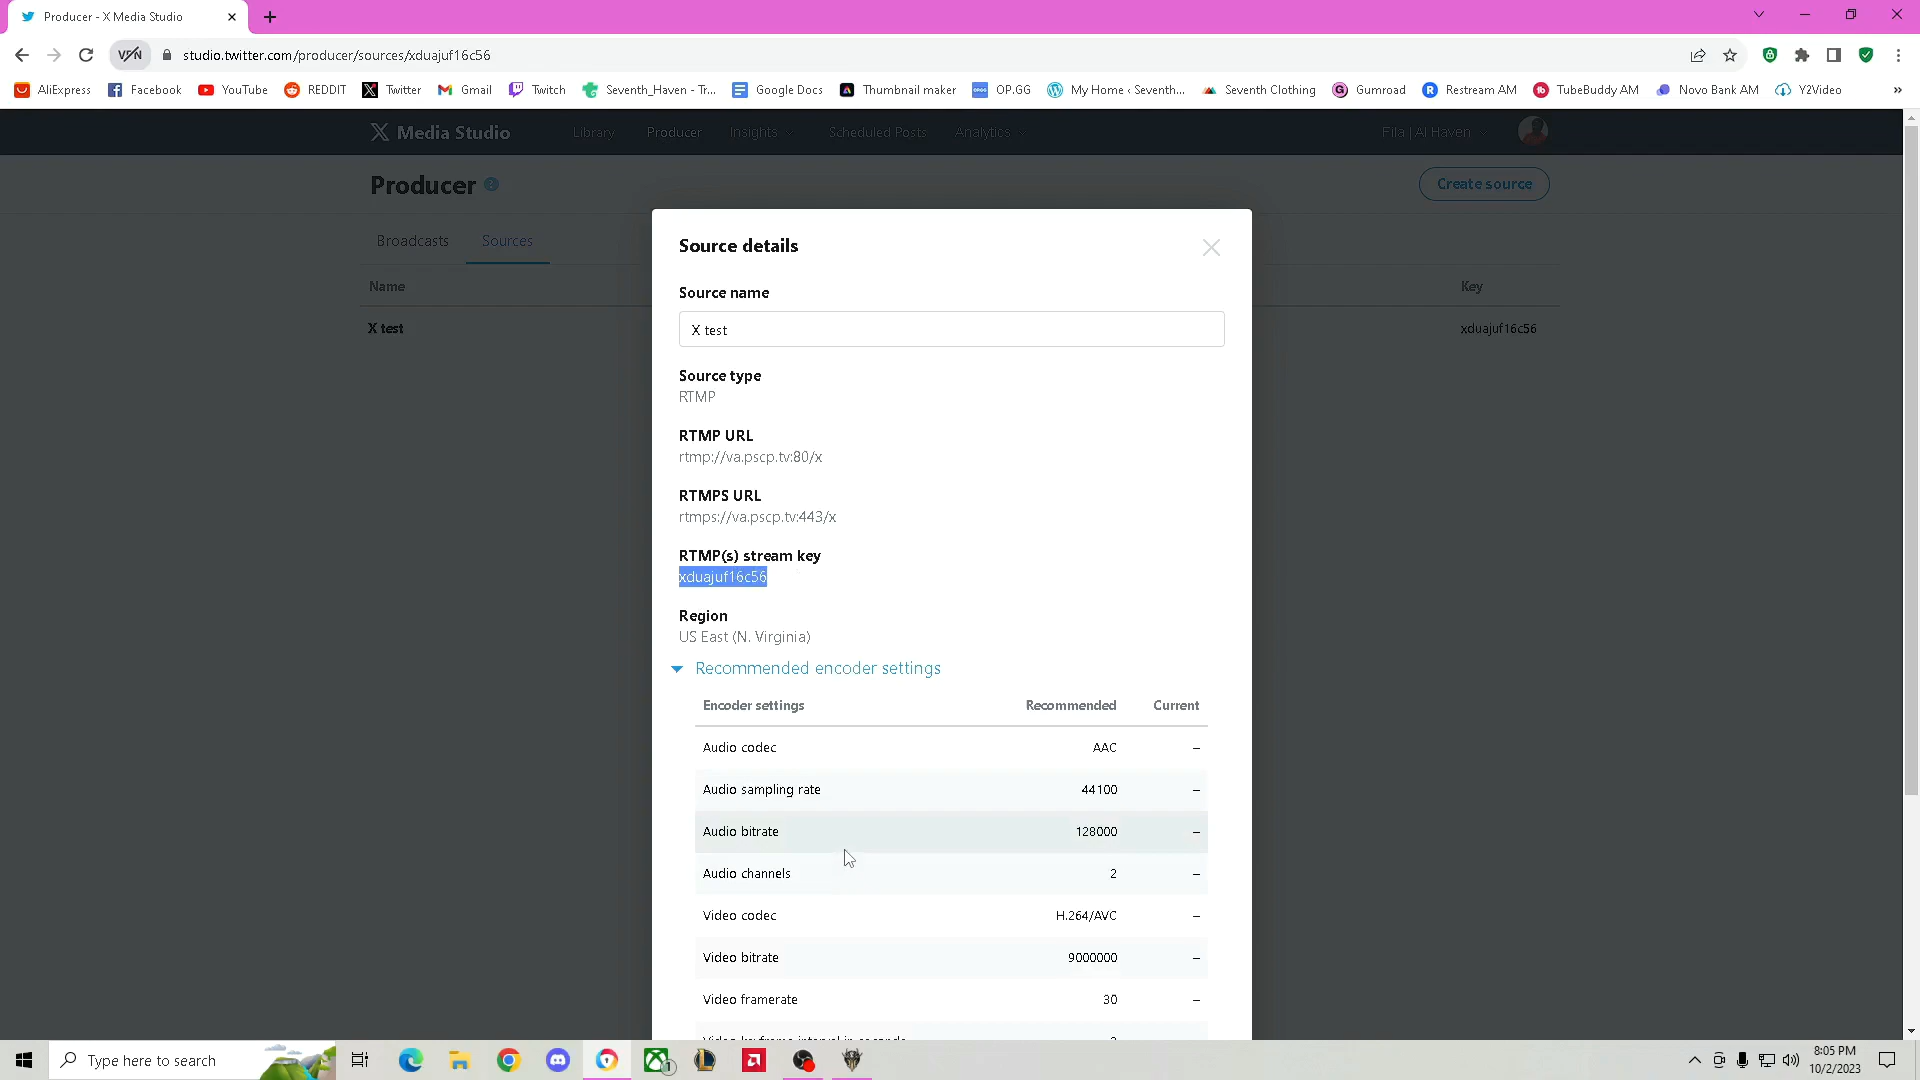 Producer - X Media Studio
VPN
studio.twitter.com/producer/sources/xduajuf16c56
AliExpress
Facebook
YouTube
REDDIT
Twitter
Gmail
Twitch
Seventh_Haven - Tr...
Google Docs
Thumbnail maker
OP.GG
My Home ‹ Seventh...
Seventh Clothing
Gumroad
Restream AM
TubeBuddy AM
Novo Bank AM
Y2Video
»
X Media Studio
Library
Producer
Insights
Scheduled Posts
Analytics
Fila | AI Haven
Producer
Create source
Broadcasts
Sources
Name
Key
X test
xduajuf16c56
Source details
Source name
X test
Source type
RTMP
RTMP URL
rtmp://va.pscp.tv:80/x
RTMPS URL
rtmps://va.pscp.tv:443/x
RTMP(s) stream key
xduajuf16c56
Region
US East (N. Virginia)
Recommended encoder settings
Encoder settings Recommended Current
Audio codec AAC –
Audio sampling rate 44100 –
Audio bitrate 128000 –
Audio channels 2 –
Video codec H.264/AVC –
Video bitrate 9000000 –
Video framerate 30 –
Type here to search
1
8:05 PM
10/2/2023